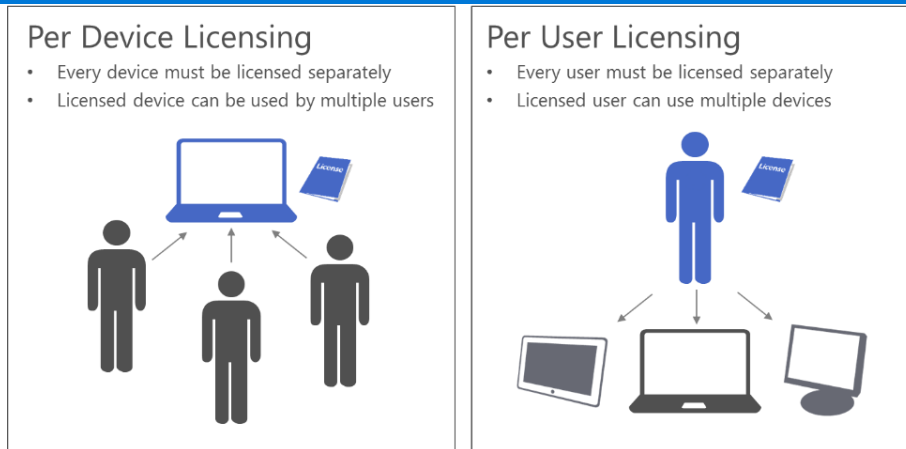 Per Device Licensing
• Every device must be licensed separately
• Licensed device can be used by multiple users
License
Per User Licensing
• Every user must be licensed separately
• Licensed user can use multiple devices
License